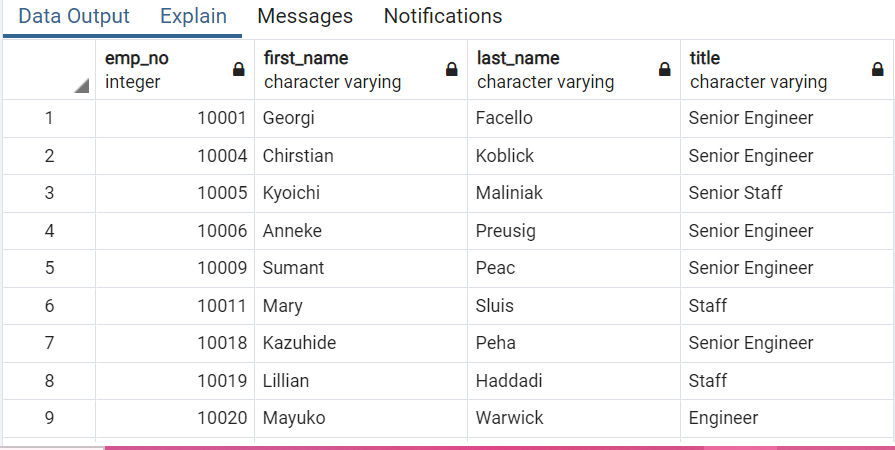 Data Output Explain Messages Notifications
emp_no first_name last_name title
integer character varying character varying character varying
1 10001 Georgi Facello Senior Engineer
2 10004 Chirstian Koblick Senior Engineer
3 10005 Kyoichi Maliniak Senior Staff
4 10006 Anneke Preusig Senior Engineer
5 10009 Sumant Peac Senior Engineer
6 10011 Mary Sluis Staff
7 10018 Kazuhide Peha Senior Engineer
8 10019 Lillian Haddadi Staff
9 10020 Mayuko Warwick Engineer